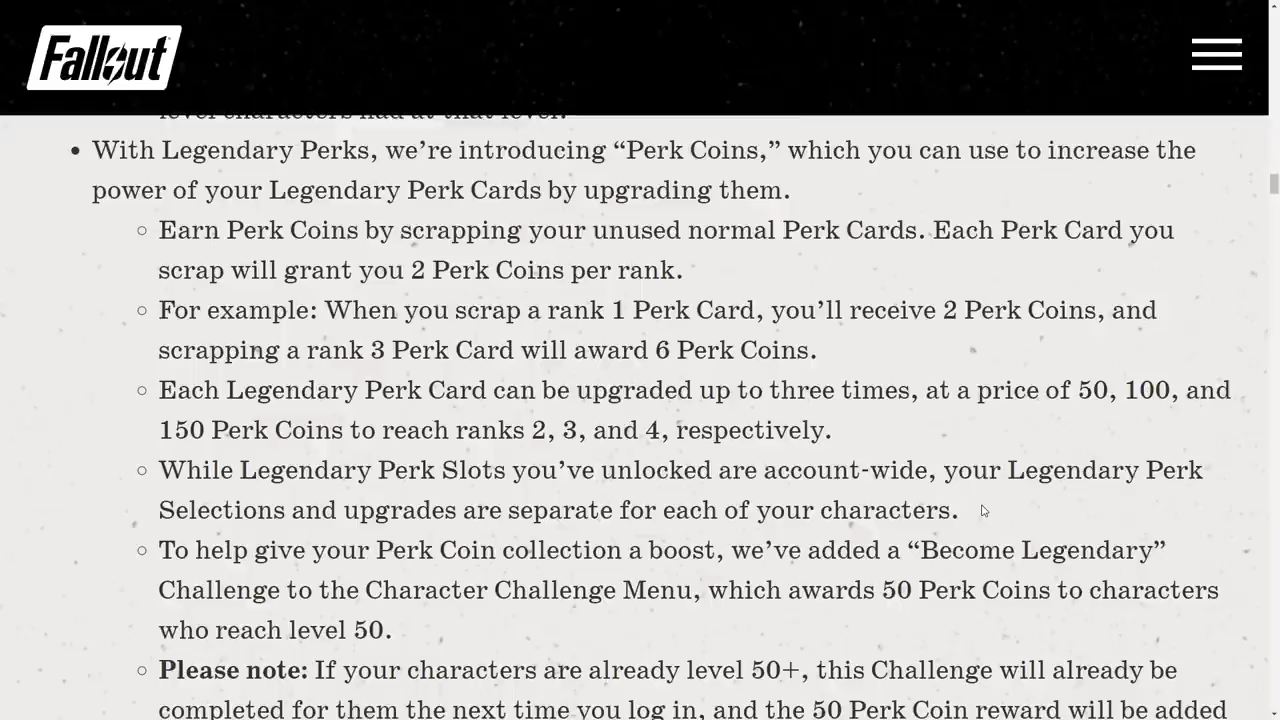 Fallout
level characters had at that level.
• With Legendary Perks, we’re introducing “Perk Coins,” which you can use to increase the
power of your Legendary Perk Cards by upgrading them.
○ Earn Perk Coins by scrapping your unused normal Perk Cards. Each Perk Card you
scrap will grant you 2 Perk Coins per rank.
○ For example: When you scrap a rank 1 Perk Card, you’ll receive 2 Perk Coins, and
scrapping a rank 3 Perk Card will award 6 Perk Coins.
○ Each Legendary Perk Card can be upgraded up to three times, at a price of 50, 100, and
150 Perk Coins to reach ranks 2, 3, and 4, respectively.
○ While Legendary Perk Slots you’ve unlocked are account-wide, your Legendary Perk
Selections and upgrades are separate for each of your characters.
○ To help give your Perk Coin collection a boost, we’ve added a “Become Legendary”
Challenge to the Character Challenge Menu, which awards 50 Perk Coins to characters
who reach level 50.
○ Please note: If your characters are already level 50+, this Challenge will already be
completed for them the next time you log in, and the 50 Perk Coin reward will be added